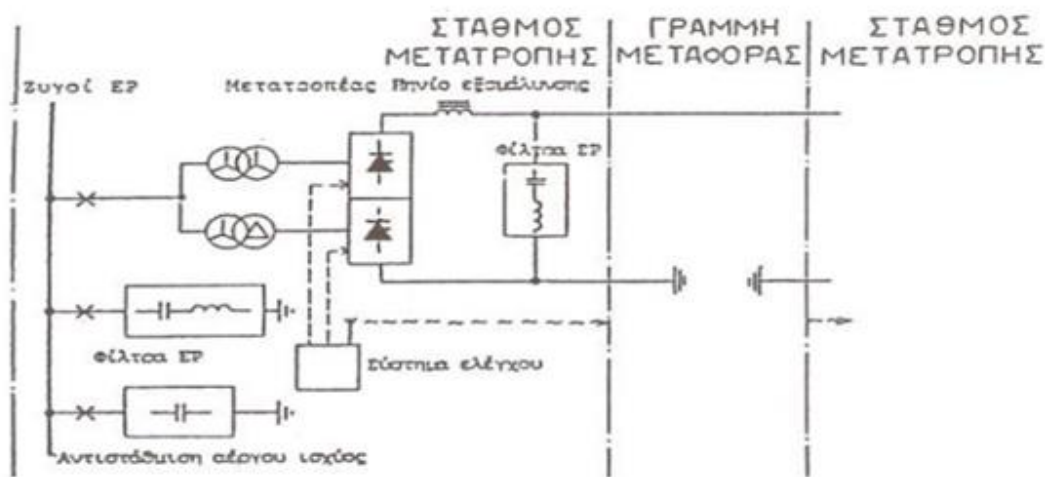 ΣΤΑΘΜΟΣ
ΜΕΤΑΤΡΟΠΗΣ
ΓΡΑΜΜΗ
ΜΕΤΑΦΟΡΑΣ
ΣΤΑΘΜΟΣ
ΜΕΤΑΤΡΟΠΗΣ
Ζυγοί ΕΡ
Μετατροπέας
Πηνίο εξομάλυνσης
Φίλτρα ΣΡ
Φίλτρα ΕΡ
Σύστημα ελέγχου
Αντιστάθμιση αέργου ισχύος